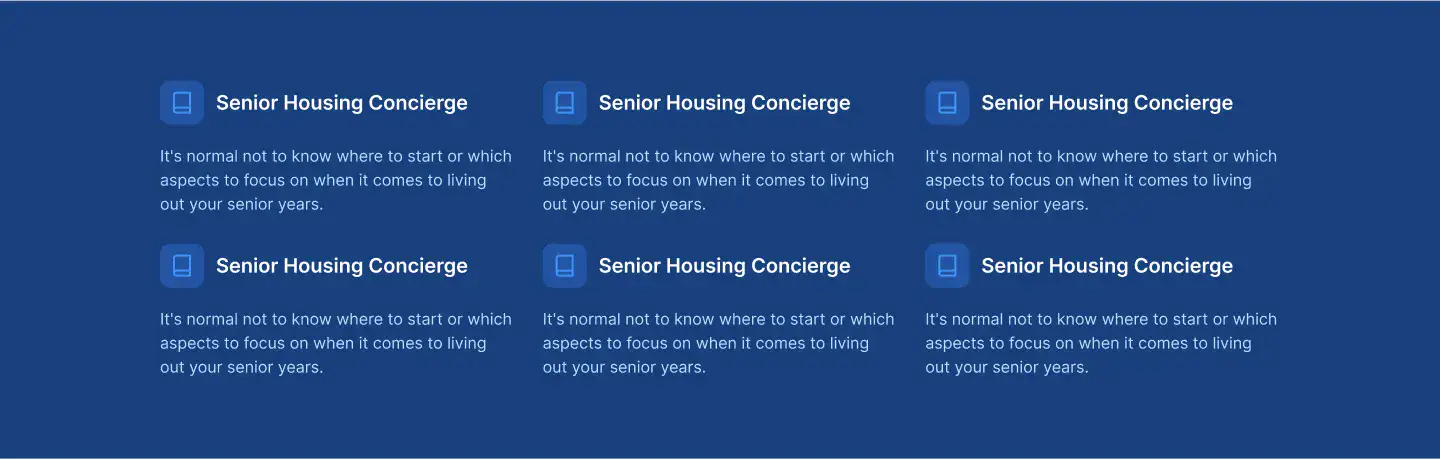 Senior Housing Concierge
It's normal not to know where to start or which
aspects to focus on when it comes to living
out your senior years.
Senior Housing Concierge
It's normal not to know where to start or which
aspects to focus on when it comes to living
out your senior years.
Senior Housing Concierge
It's normal not to know where to start or which
aspects to focus on when it comes to living
out your senior years.
Senior Housing Concierge
It's normal not to know where to start or which
aspects to focus on when it comes to living
out your senior years.
Senior Housing Concierge
It's normal not to know where to start or which
aspects to focus on when it comes to living
out your senior years.
Senior Housing Concierge
It's normal not to know where to start or which
aspects to focus on when it comes to living
out your senior years.